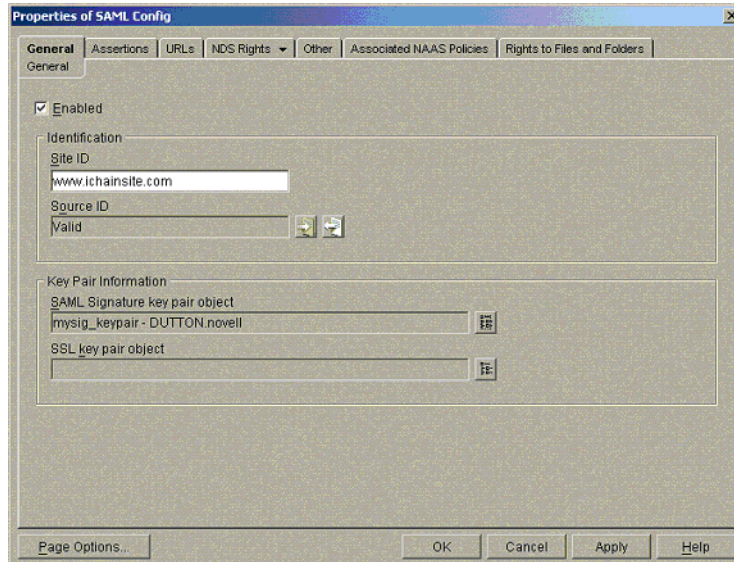 Properties of SAML Config
General Assertions URLs NDS Rights Other Associated NAAS Policies Rights to Files and Folders
General
Enabled
Identification
Site ID
www.ichainsite.com
Source ID
Valid
Key Pair Information
SAML Signature key pair object
mysig_keypair - DUTTON.novell
SSL key pair object
Page Options... OK Cancel Apply Help